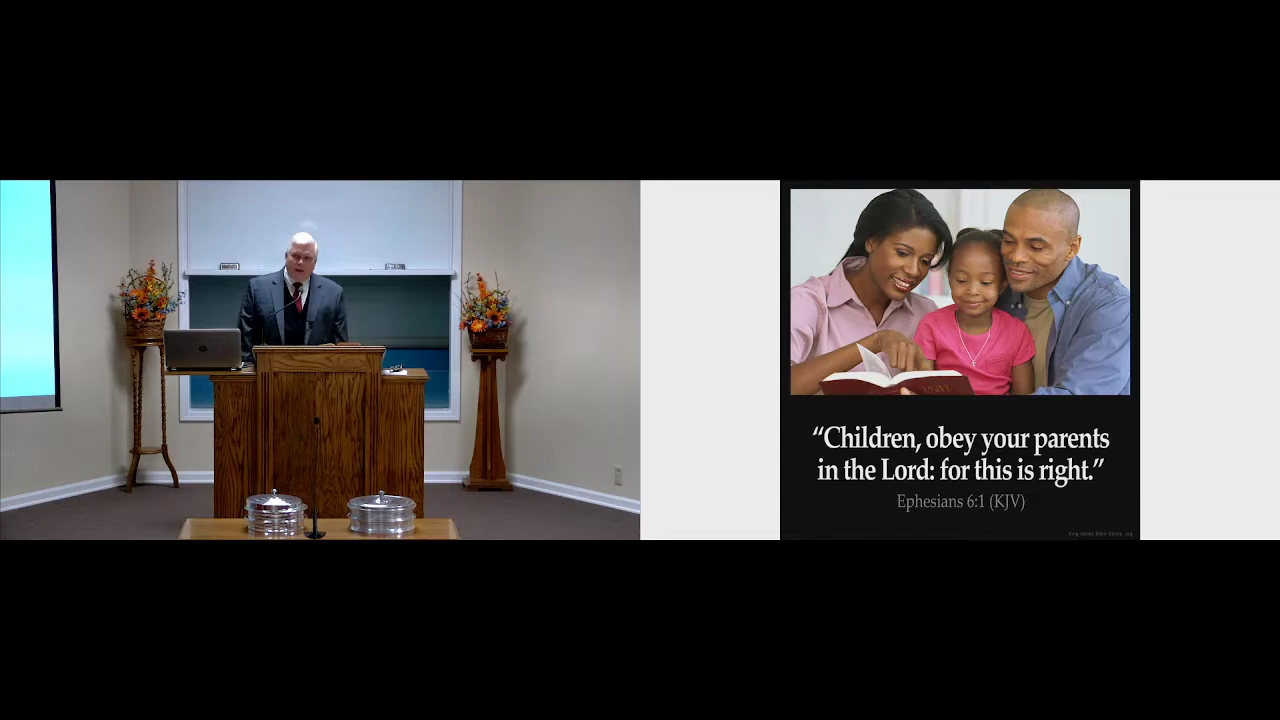 “Children, obey your parents
in the Lord: for this is right.”
Ephesians 6:1 (KJV)